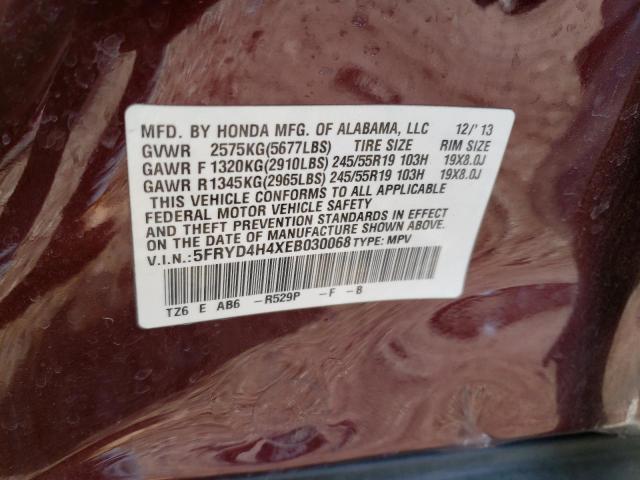 MFD. BY HONDA MFG. OF ALABAMA, LLC 12/'13
GVWR 2575KG(5677LBS) TIRE SIZE RIM SIZE
GAWR F 1320KG(2910LBS) 245/55R19 103H 19X8.0J
GAWR R 1345KG(2965LBS) 245/55R19 103H 19X8.0J
THIS VEHICLE CONFORMS TO ALL APPLICABLE
FEDERAL MOTOR VEHICLE SAFETY
AND THEFT PREVENTION STANDARDS IN EFFECT
ON THE DATE OF MANUFACTURE SHOWN ABOVE.
V.I.N.:5FRYD4H4XEB030068 TYPE: MPV
TZ6 E AB6 -R529P -F -B